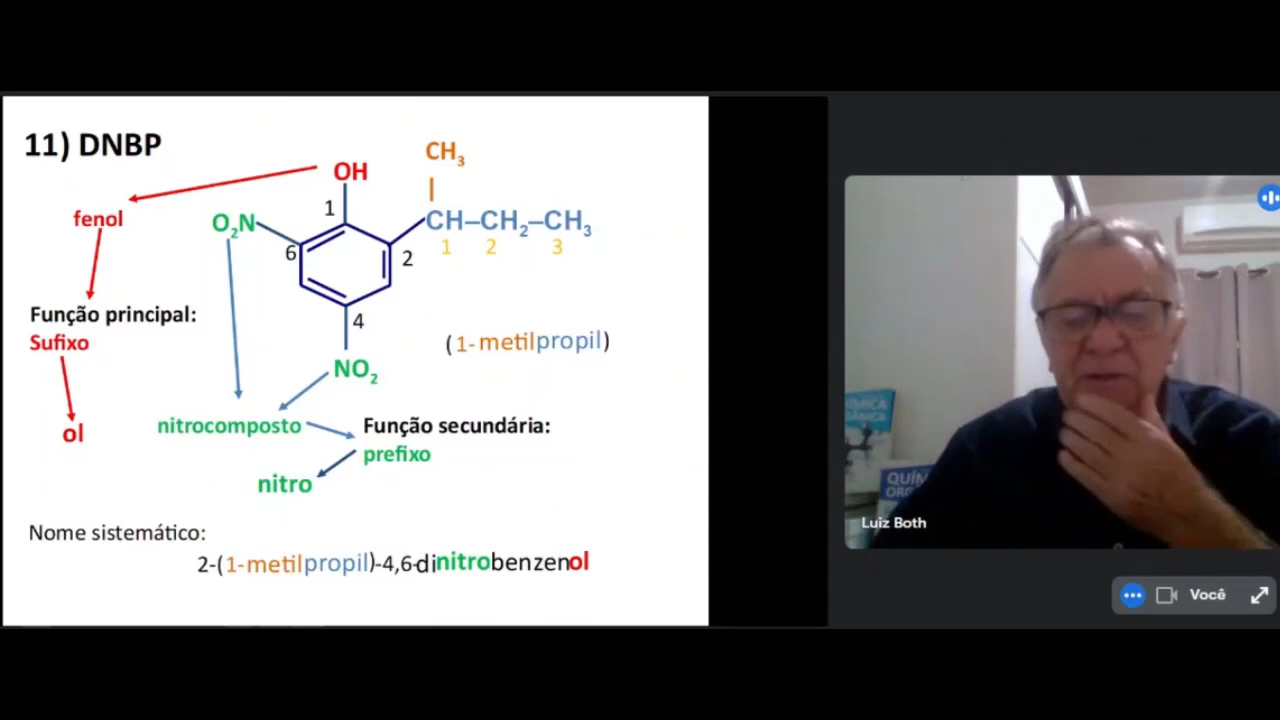 11) DNBP
CH₃
OH
fenol
1
O₂N
CH–CH₂–CH₃
6
2
1 2 3
Função principal:
Sufixo
4
(1-metilpropil)
NO₂
ol
nitrocomposto
Função secundária:
prefixo
nitro
Nome sistemático:
2-(1-metilpropil)-4,6-dinitrobenzenol
QUÍM
ORG
Luiz Both
Você